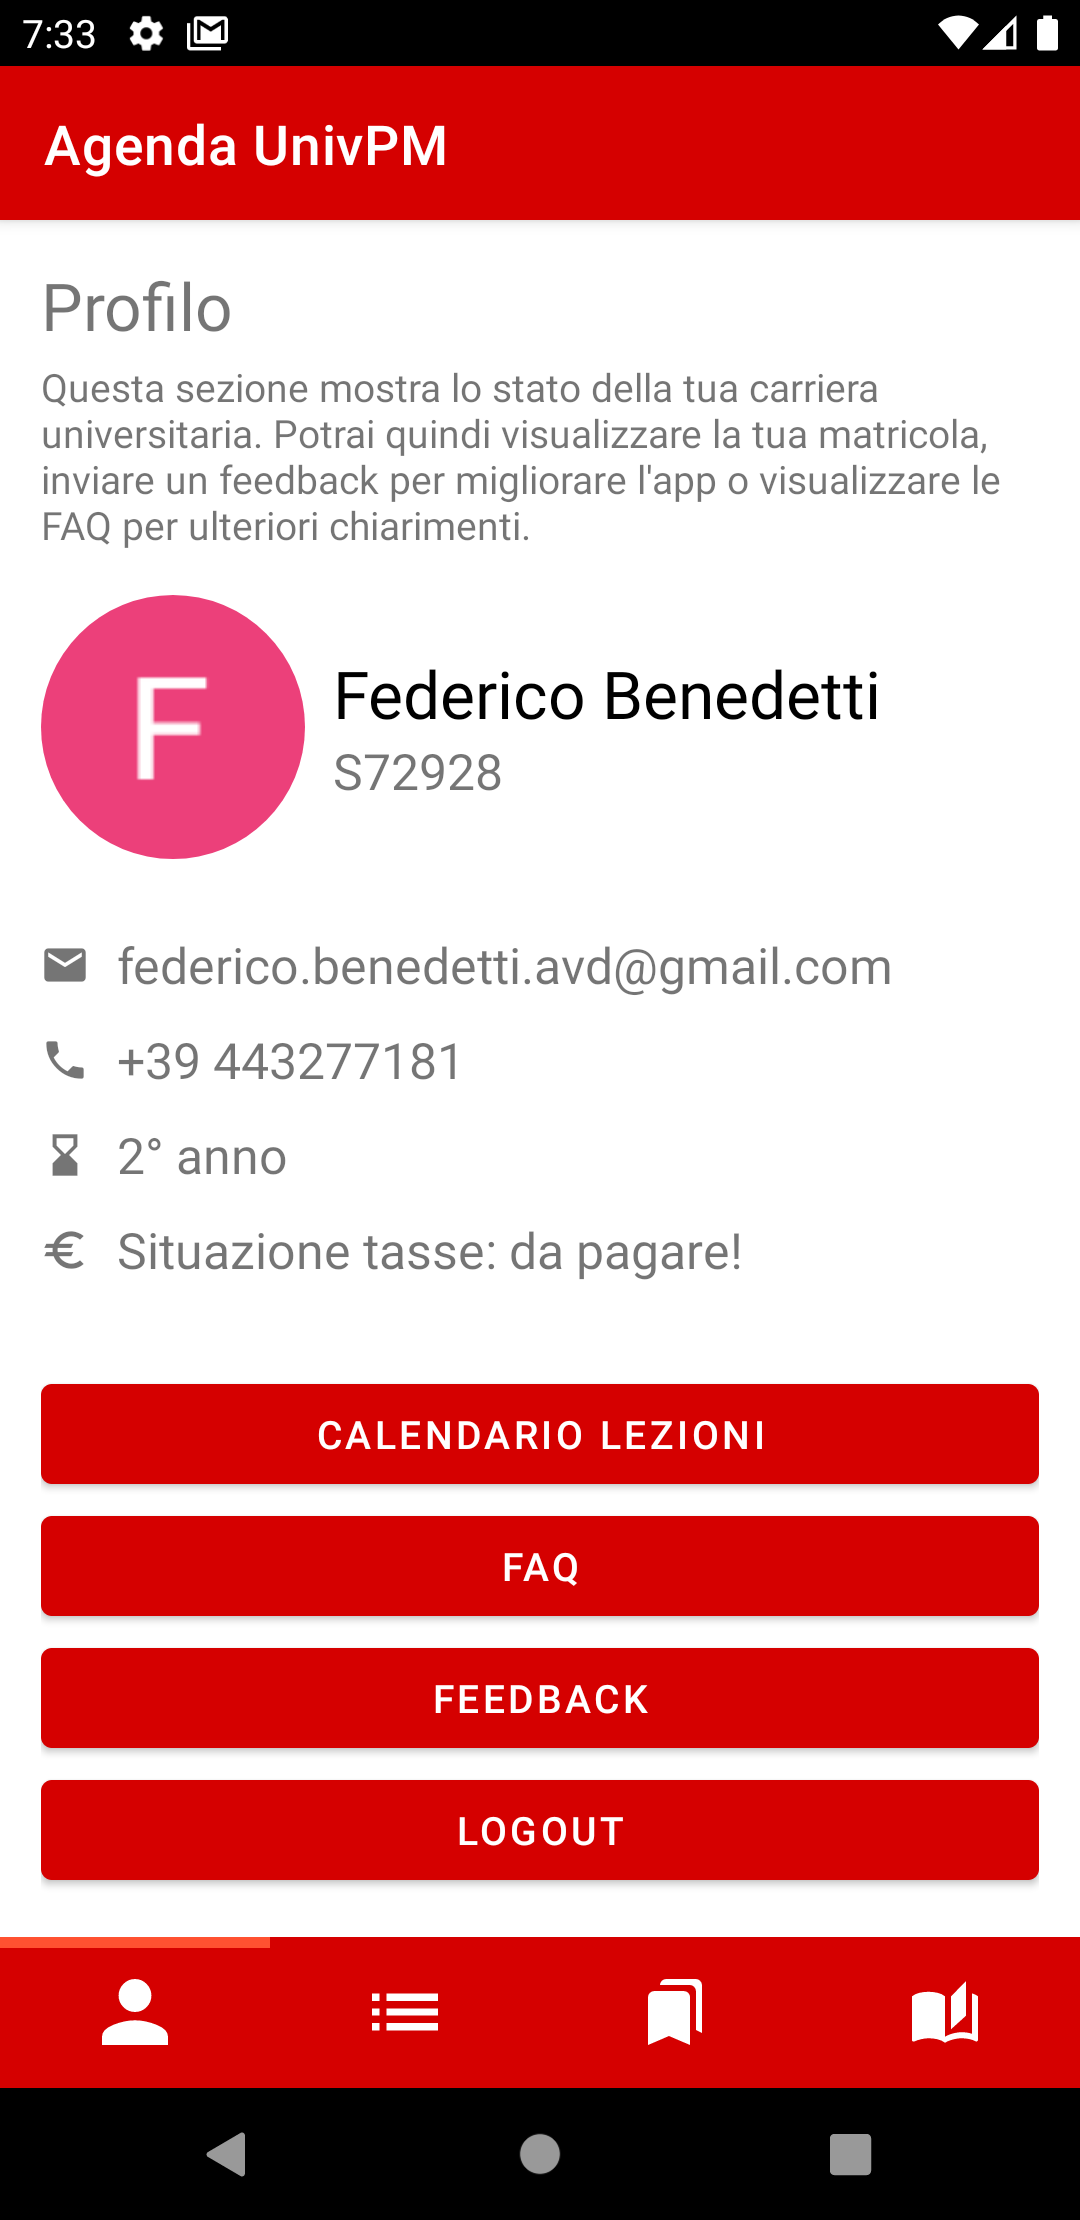 7:33
Agenda UnivPM
Profilo
Questa sezione mostra lo stato della tua carriera
universitaria. Potrai quindi visualizzare la tua matricola,
inviare un feedback per migliorare l'app o visualizzare le
FAQ per ulteriori chiarimenti.
F
Federico Benedetti
S72928
federico.benedetti.avd@gmail.com
+39 443277181
2° anno
Situazione tasse: da pagare!
CALENDARIO LEZIONI
FAQ
FEEDBACK
LOGOUT